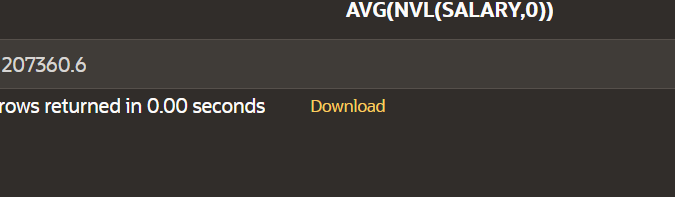 AVG(NVL(SALARY,0))
207360.6
rows returned in 0.00 seconds Download